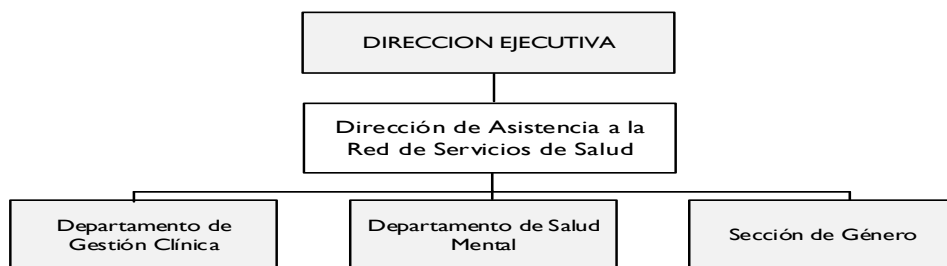 DIRECCION EJECUTIVA
Dirección de Asistencia a la
Red de Servicios de Salud
Departamento de
Gestión Clínica
Departamento de Salud
Mental
Sección de Género